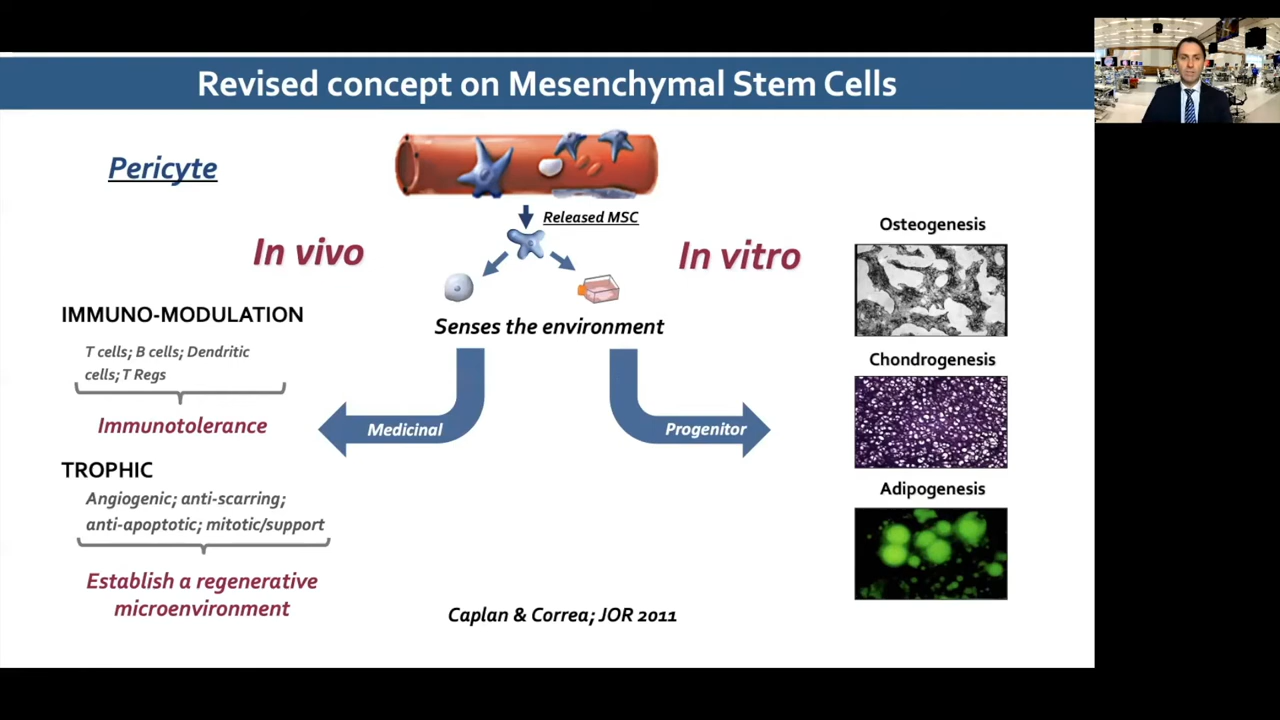 Revised concept on Mesenchymal Stem Cells
Pericyte
Released MSC
In vivo
In vitro
Senses the environment
IMMUNO-MODULATION
T cells; B cells; Dendritic
cells; T Regs
Immunotolerance
Medicinal
Progenitor
TROPHIC
Angiogenic; anti-scarring;
anti-apoptotic; mitotic/support
Establish a regenerative
microenvironment
Osteogenesis
Chondrogenesis
Adipogenesis
Caplan & Correa; JOR 2011